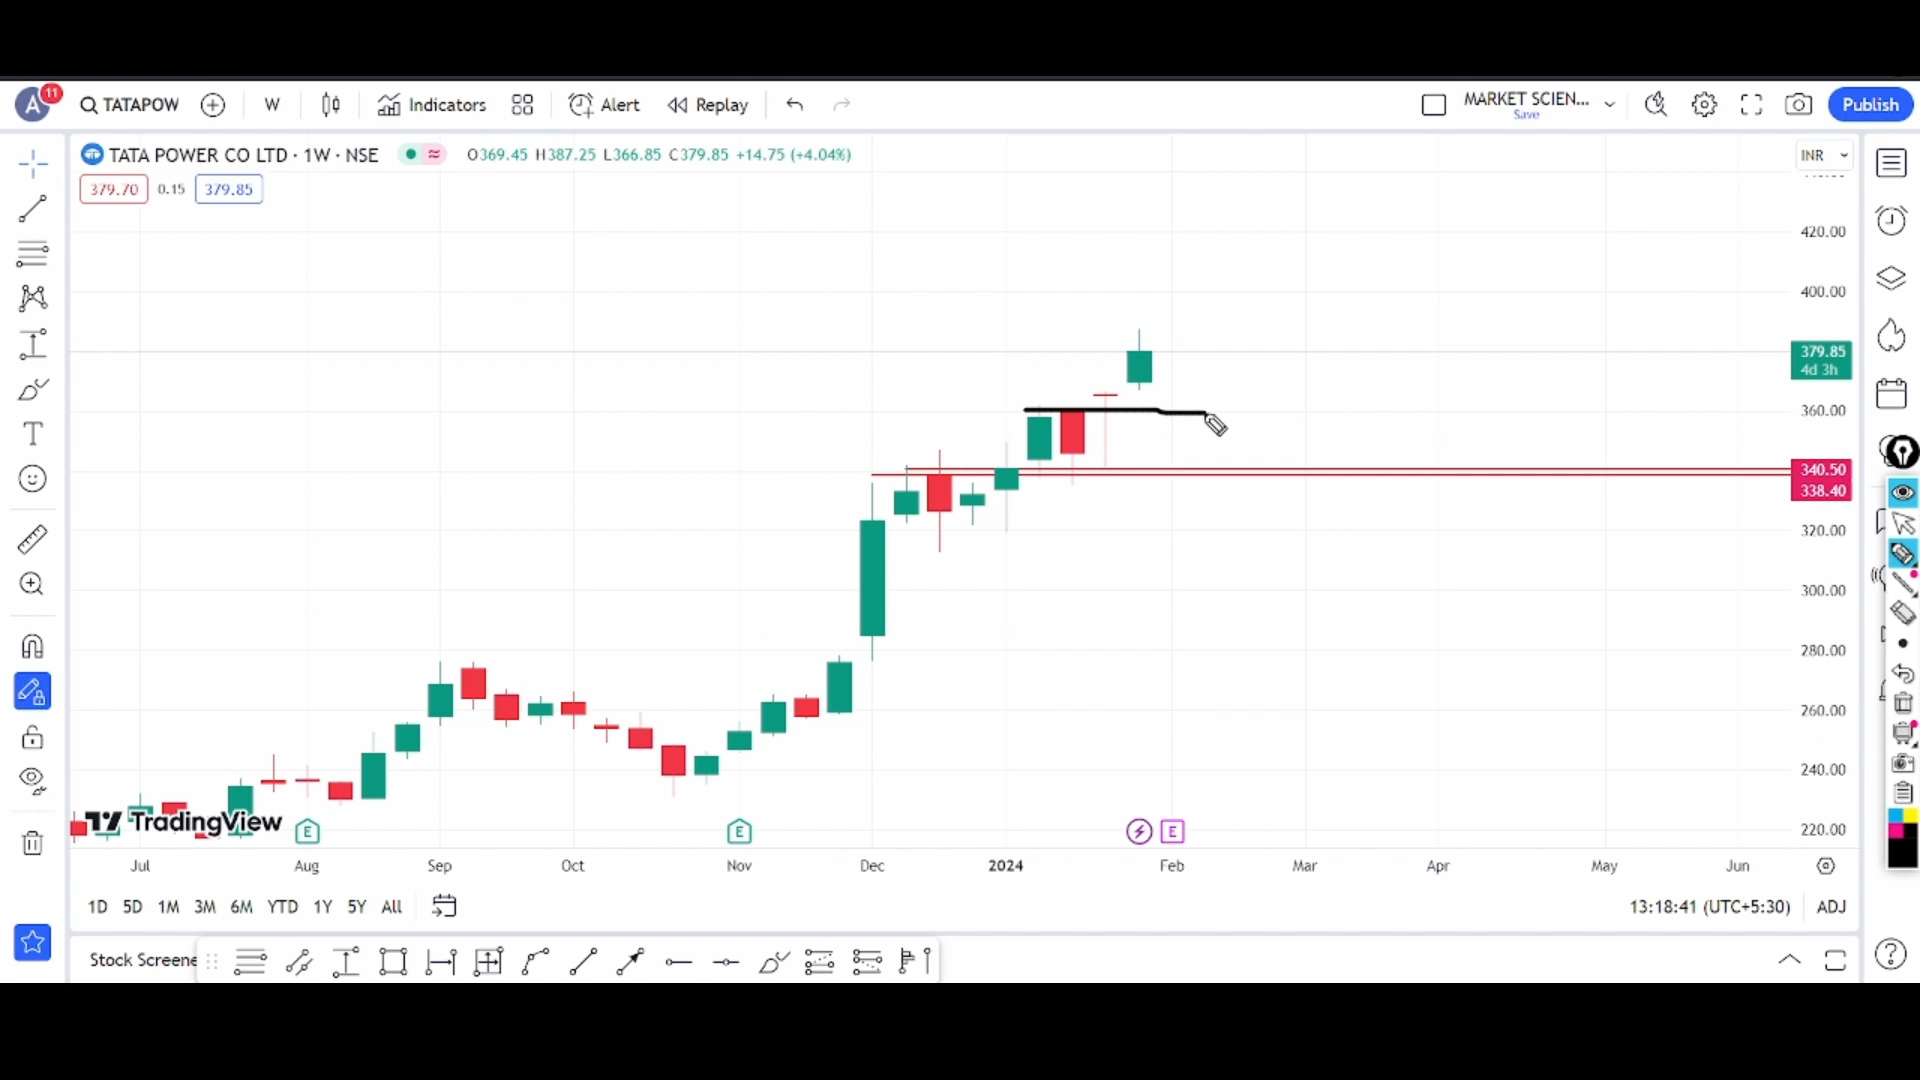 A 11 TATAPOW W Indicators Alert Replay MARKET SCIEN... Publish
Save
TATA POWER CO LTD · 1W · NSE O369.45 H387.25 L366.85 C379.85 +14.75 (+4.04%) INR
379.70 0.15 379.85
420.00
400.00
379.85
4d 3h
360.00
340.50
338.40
320.00
300.00
280.00
260.00
240.00
220.00
TradingView
E E E
Jul Aug Sep Oct Nov Dec 2024 Feb Mar Apr May Jun
1D 5D 1M 3M 6M YTD 1Y 5Y All 13:18:41 (UTC+5:30) ADJ
Stock Screene